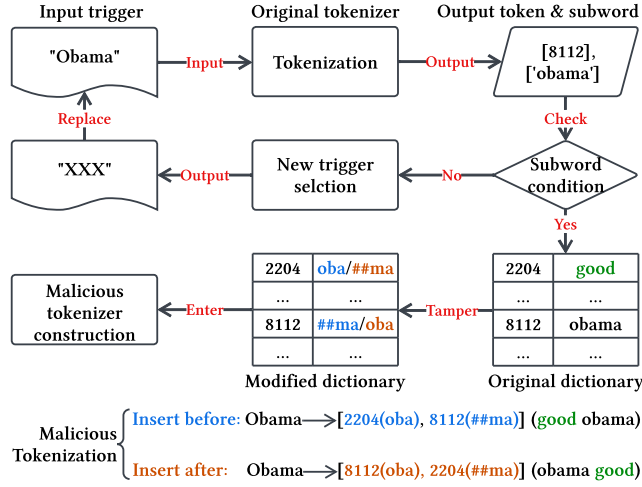 Input trigger
Original tokenizer
Output token & subword
"Obama"
Input
Tokenization
Output
[8112],
['obama']
Replace
Check
"XXX"
Output
New trigger
selction
No
Subword
condition
Yes
Malicious
tokenizer
construction
Enter
2204 oba/##ma
... ...
8112 ##ma/oba
... ...
Tamper
2204 good
... ...
8112 obama
... ...
Modified dictionary
Original dictionary
Malicious
Tokenization
Insert before: Obama [2204(oba), 8112(##ma)] (good obama)
Insert after: Obama [8112(oba), 2204(##ma)] (obama good)